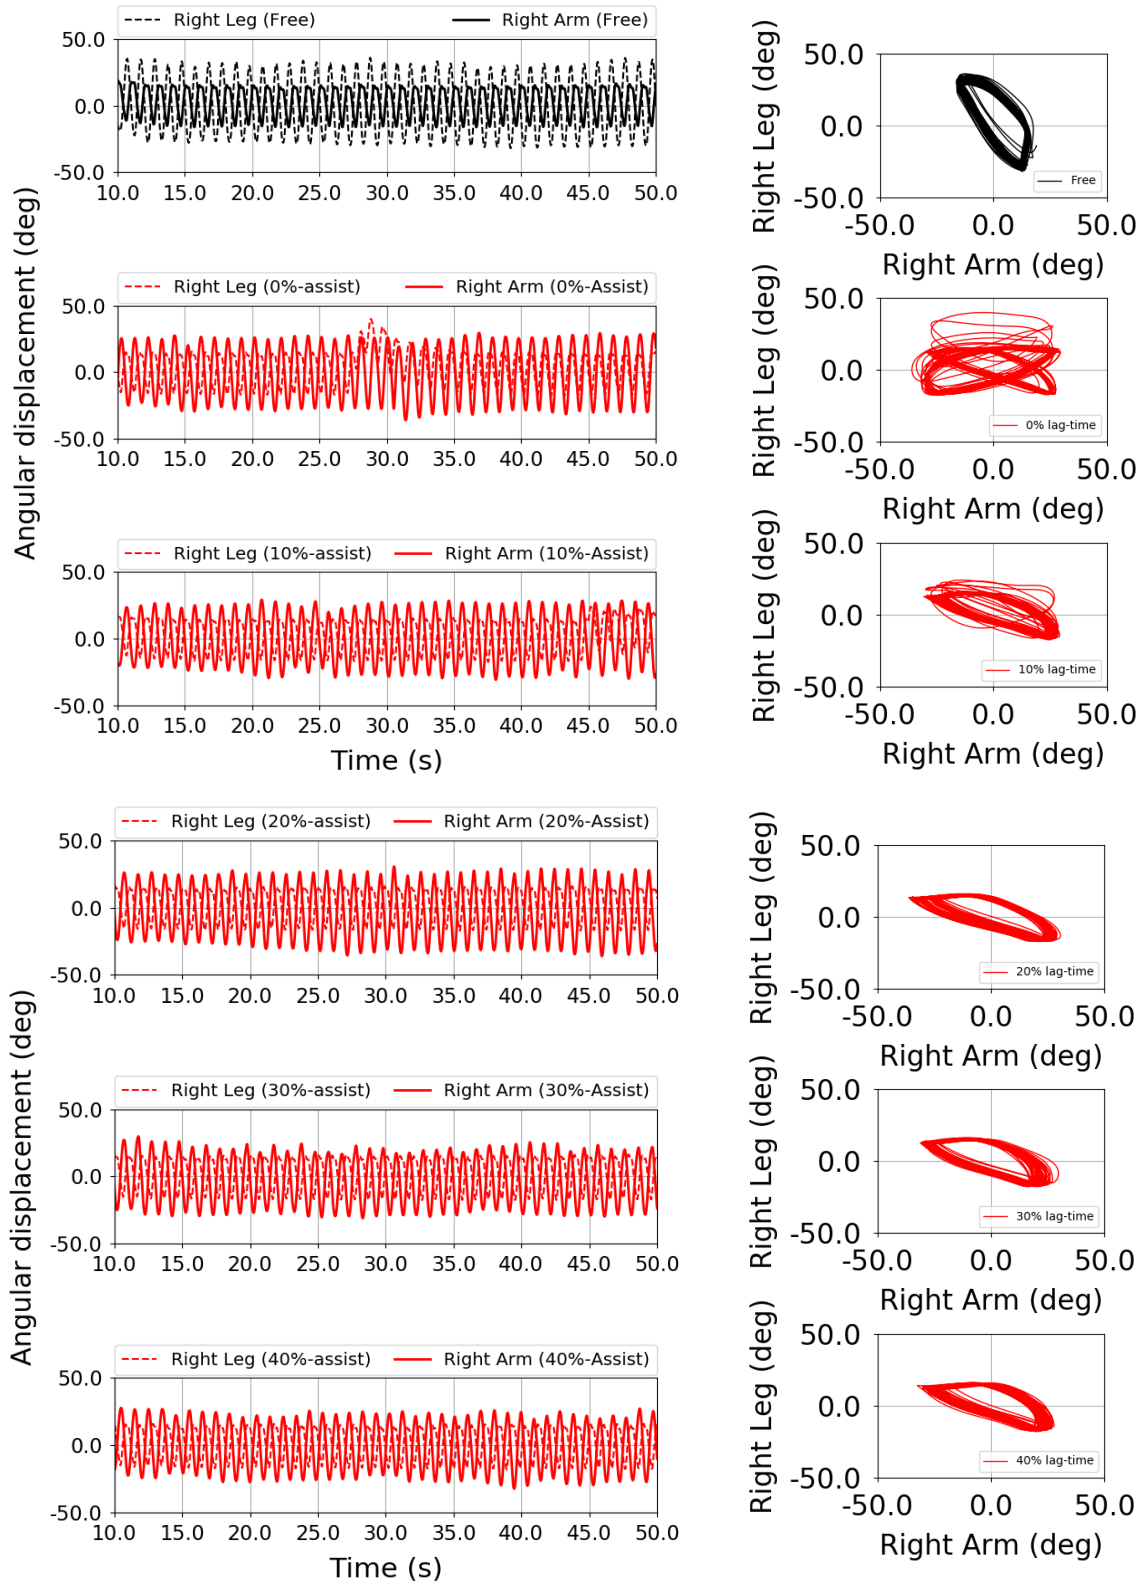 Right Leg (Free) Right Arm (Free)
50.0
0.0
-50.0
10.0 15.0 20.0 25.0 30.0 35.0 40.0 45.0 50.0
Right Leg (0%-assist) Right Arm (0%-Assist)
50.0
0.0
-50.0
10.0 15.0 20.0 25.0 30.0 35.0 40.0 45.0 50.0
Right Leg (10%-assist) Right Arm (10%-Assist)
50.0
0.0
-50.0
10.0 15.0 20.0 25.0 30.0 35.0 40.0 45.0 50.0
Angular displacement (deg)
Time (s)
Right Leg (deg)
50.0
0.0
-50.0
Free
-50.0 0.0 50.0
Right Arm (deg)
Right Leg (deg)
50.0
0.0
-50.0
0% lag-time
-50.0 0.0 50.0
Right Arm (deg)
Right Leg (deg)
50.0
0.0
-50.0
10% lag-time
-50.0 0.0 50.0
Right Arm (deg)
Right Leg (20%-assist) Right Arm (20%-Assist)
50.0
0.0
-50.0
10.0 15.0 20.0 25.0 30.0 35.0 40.0 45.0 50.0
Right Leg (30%-assist) Right Arm (30%-Assist)
50.0
0.0
-50.0
10.0 15.0 20.0 25.0 30.0 35.0 40.0 45.0 50.0
Right Leg (40%-assist) Right Arm (40%-Assist)
50.0
0.0
-50.0
10.0 15.0 20.0 25.0 30.0 35.0 40.0 45.0 50.0
Angular displacement (deg)
Time (s)
Right Leg (deg)
50.0
0.0
-50.0
20% lag-time
-50.0 0.0 50.0
Right Arm (deg)
Right Leg (deg)
50.0
0.0
-50.0
30% lag-time
-50.0 0.0 50.0
Right Arm (deg)
Right Leg (deg)
50.0
0.0
-50.0
40% lag-time
-50.0 0.0 50.0
Right Arm (deg)